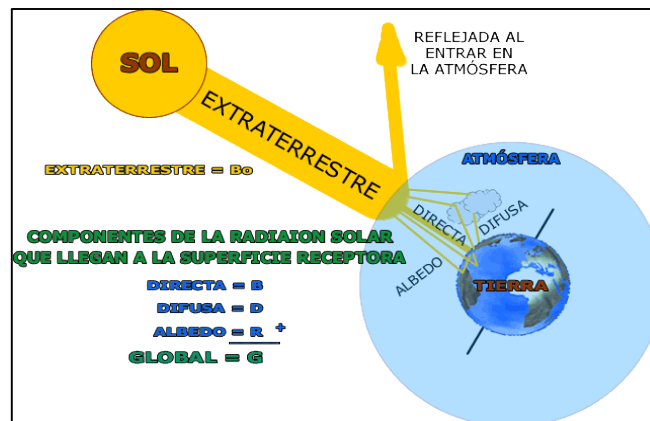 SOL
REFLEJADA AL
ENTRAR EN
LA ATMÓSFERA
EXTRATERRESTRE
ATMÓSFERA
EXTRATERRESTRE = Bo
DIRECTA
DIFUSA
ALBEDO
TIERRA
COMPONENTES DE LA RADIAION SOLAR
QUE LLEGAN A LA SUPERFICIE RECEPTORA
DIRECTA = B
DIFUSA = D
ALBEDO = R +
GLOBAL = G